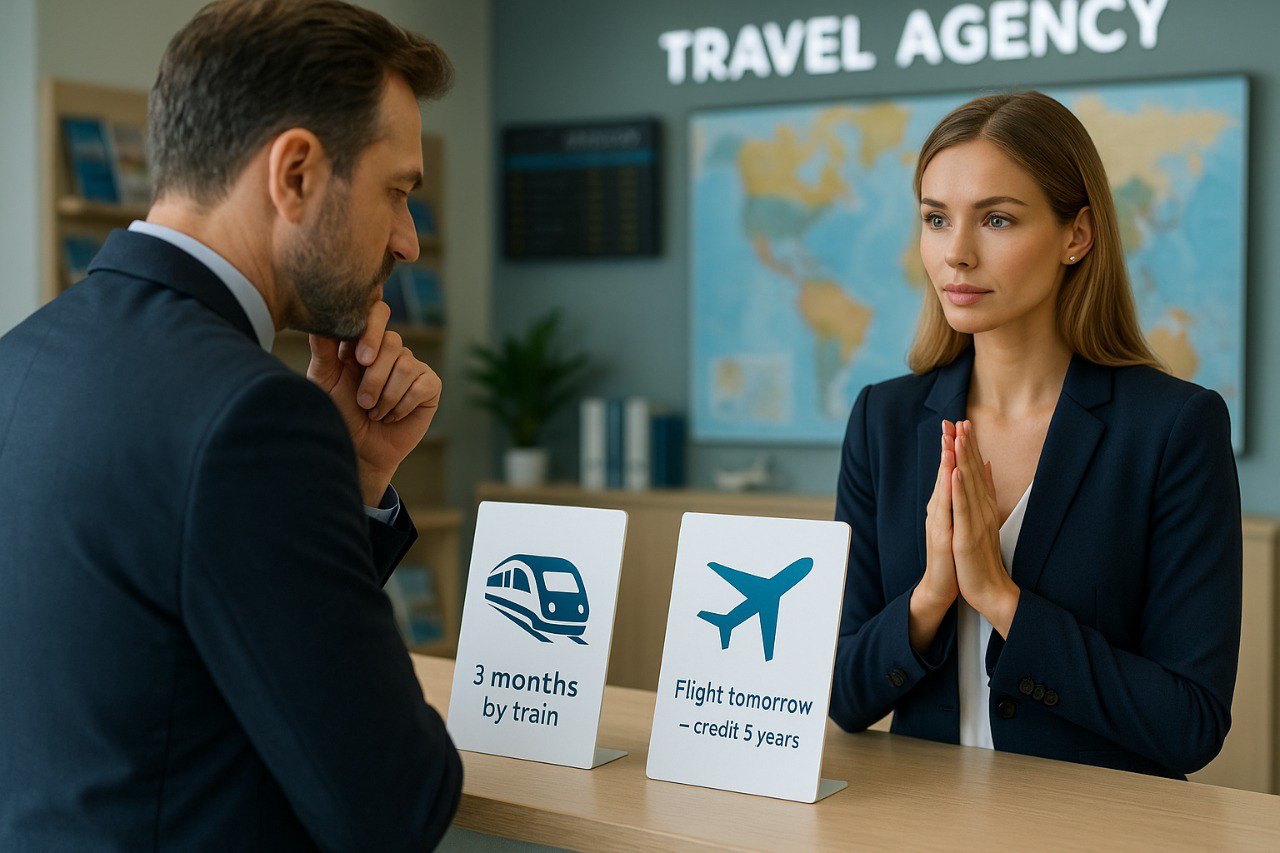 TRAVEL AGENCY
3 months
by train
Flight tomorrow
– credit 5 years